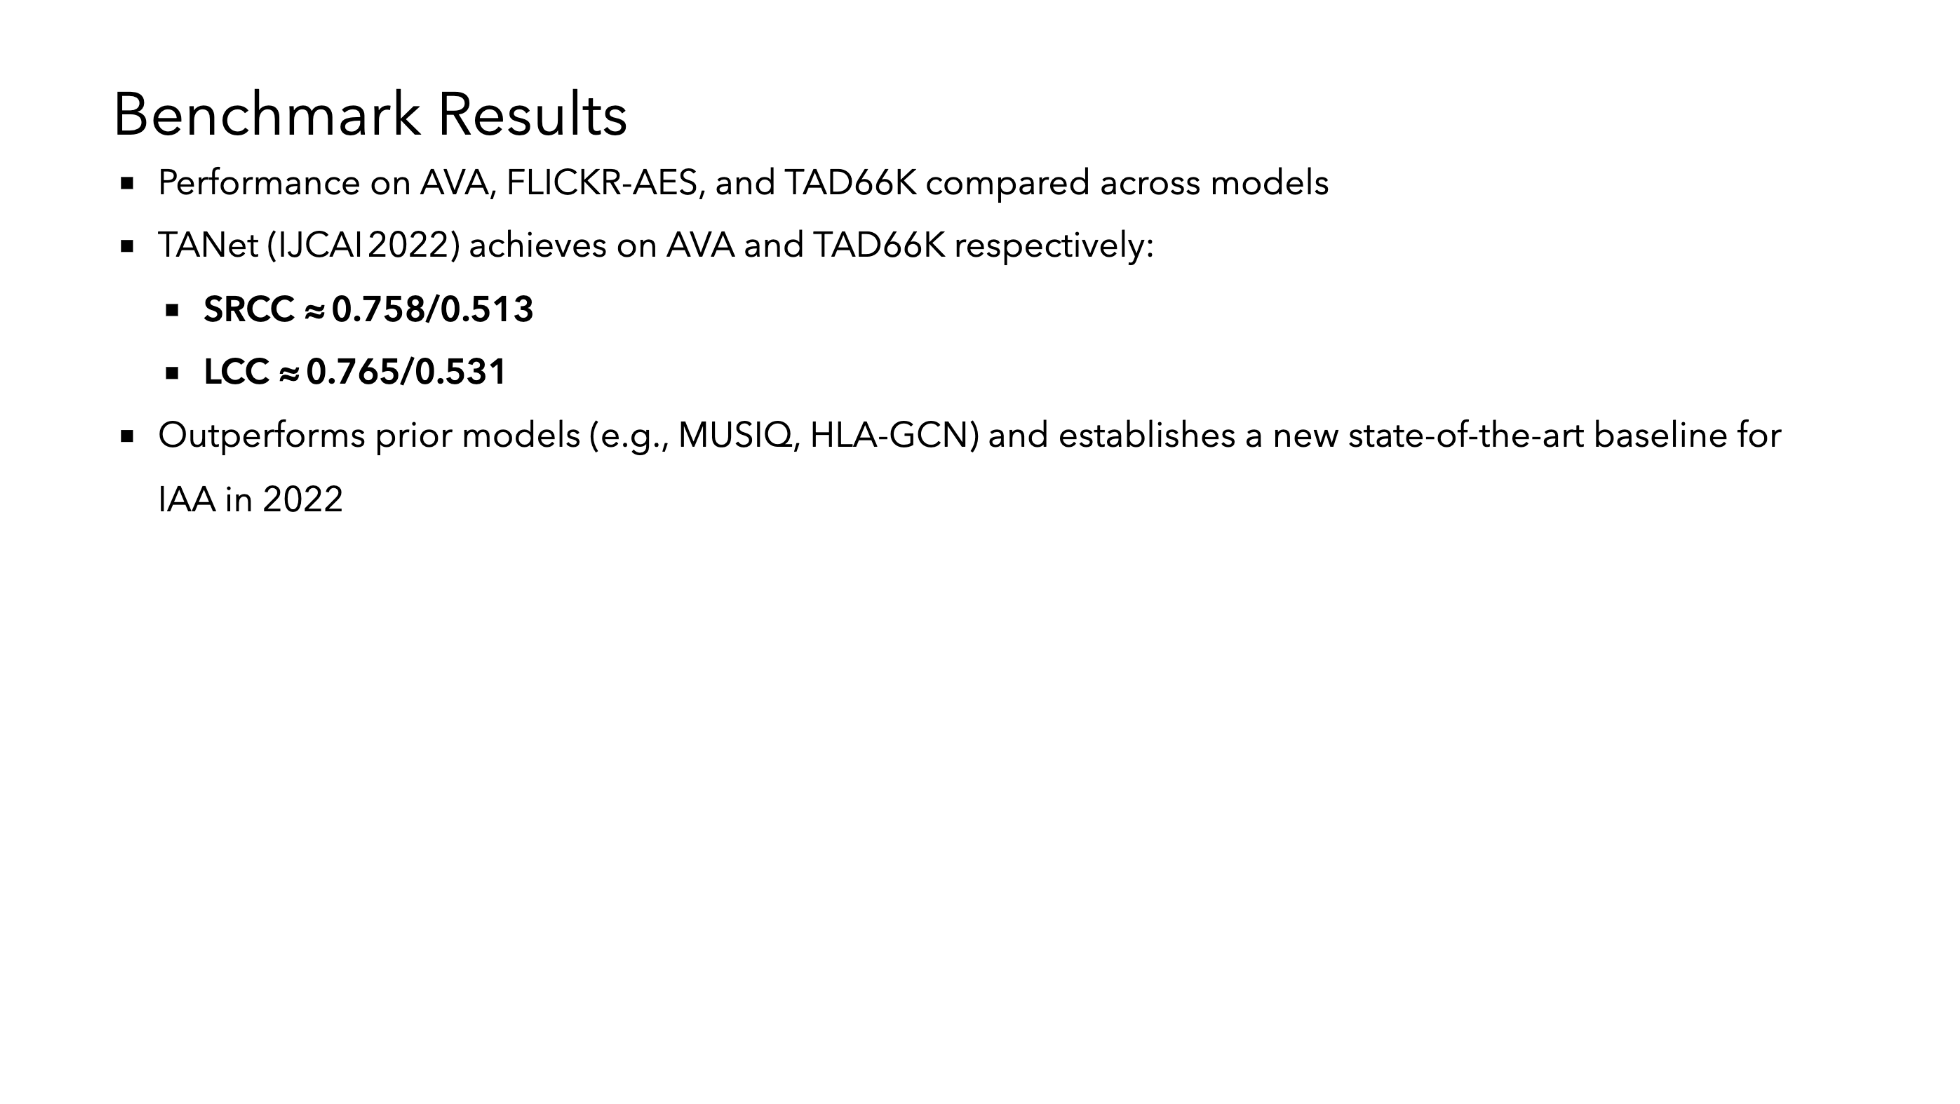 Benchmark Results
▪ Performance on AVA, FLICKR-AES, and TAD66K compared across models
▪ TANet (IJCAI 2022) achieves on AVA and TAD66K respectively:
▪ SRCC ≈ 0.758/0.513
▪ LCC ≈ 0.765/0.531
▪ Outperforms prior models (e.g., MUSIQ, HLA-GCN) and establishes a new state-of-the-art baseline for
IAA in 2022